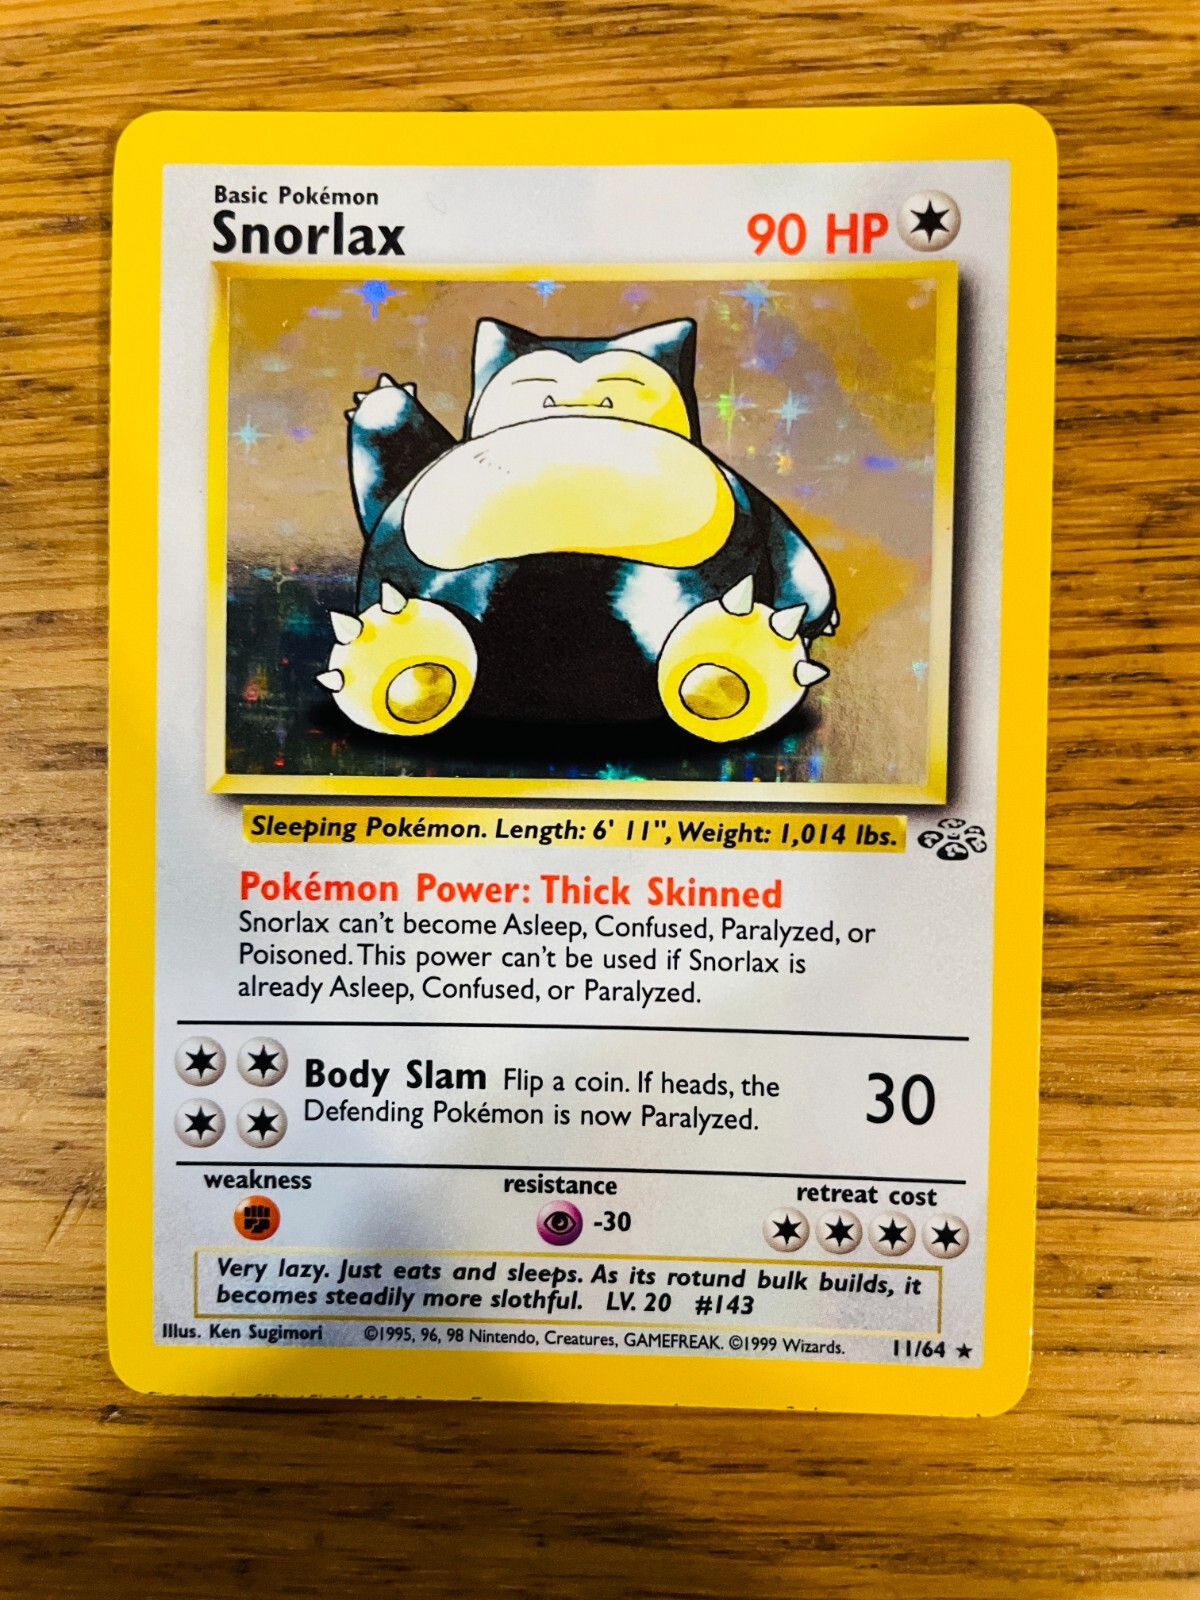 Basic Pokémon
Snorlax
90 HP
Sleeping Pokémon. Length: 6' 11", Weight: 1,014 lbs.
Pokémon Power: Thick Skinned
Snorlax can't become Asleep, Confused, Paralyzed, or
Poisoned. This power can't be used if Snorlax is
already Asleep, Confused, or Paralyzed.
Body Slam Flip a coin. If heads, the
Defending Pokémon is now Paralyzed.
30
weakness
resistance
retreat cost
-30
Very lazy. Just eats and sleeps. As its rotund bulk builds, it
becomes steadily more slothful. LV. 20 #143
Illus. Ken Sugimori ©1995, 96, 98 Nintendo, Creatures, GAMEFREAK. ©1999 Wizards. 11/64 ★